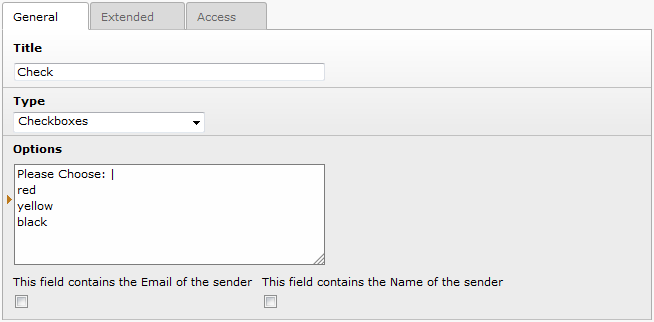 General Extended Access
Title
Check
Type
Checkboxes
Options
Please Choose: |
red
yellow
black
This field contains the Email of the sender This field contains the Name of the sender